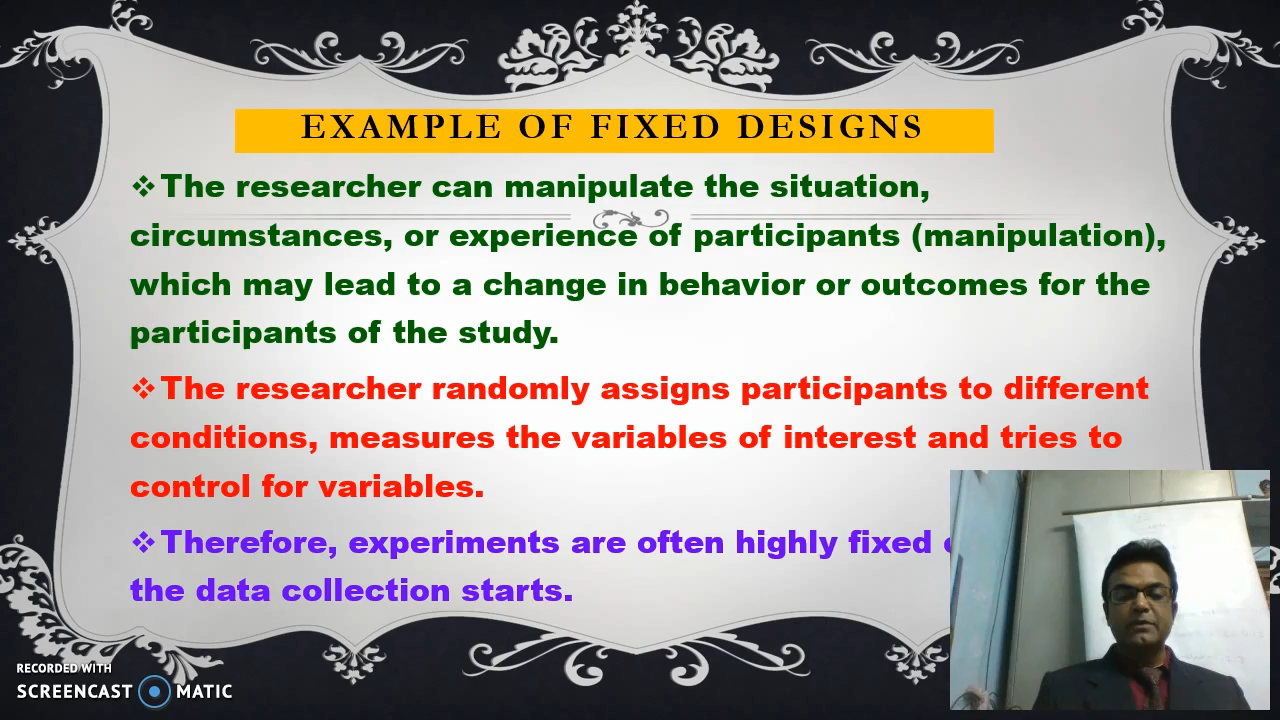 EXAMPLE OF FIXED DESIGNS
❖The researcher can manipulate the situation,
circumstances, or experience of participants (manipulation),
which may lead to a change in behavior or outcomes for the
participants of the study.
❖The researcher randomly assigns participants to different
conditions, measures the variables of interest and tries to
control for variables.
❖Therefore, experiments are often highly fixed
the data collection starts.
RECORDED WITH
SCREENCAST MATIC